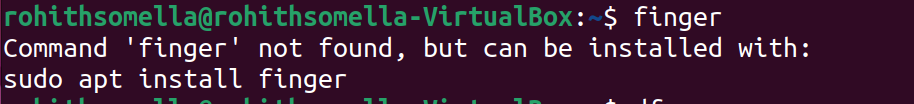 rohithsomella@rohithsomella-VirtualBox:~$ finger
Command 'finger' not found, but can be installed with:
sudo apt install finger